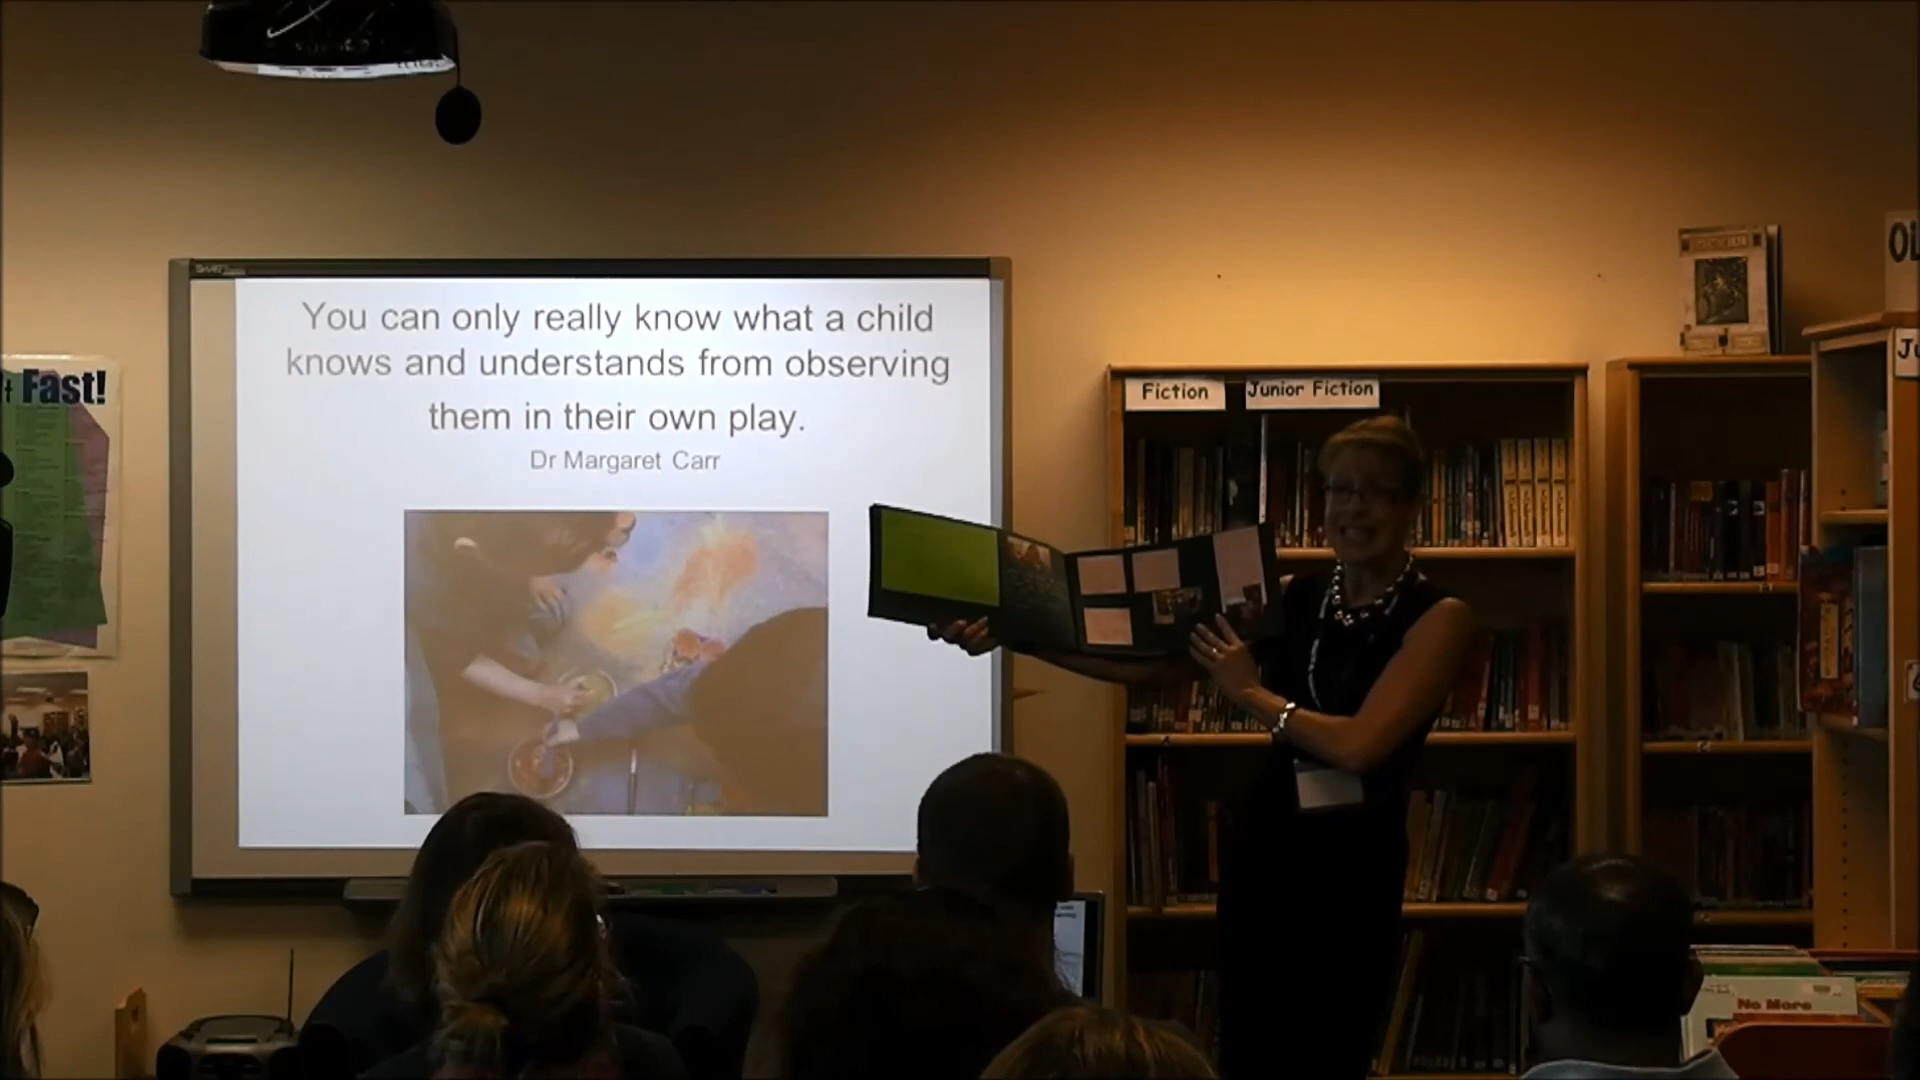 You can only really know what a child
knows and understands from observing
them in their own play.
Dr Margaret Carr
Fast!
Fiction
Junior Fiction
No More